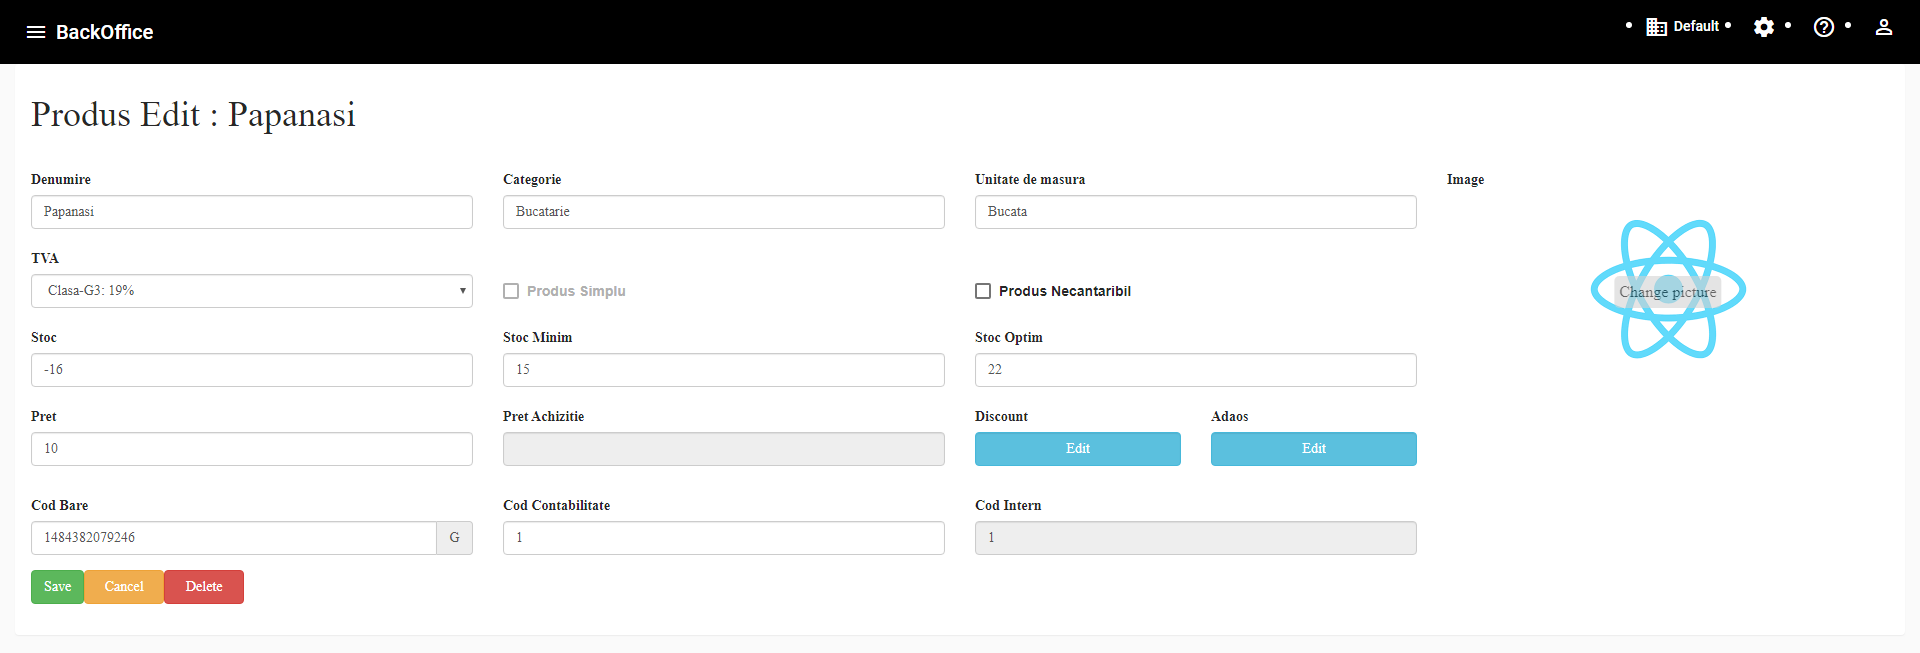 BackOffice
Default
Produs Edit : Papanasi
Denumire Categorie Unitate de masura Image
Papanasi Bucatarie Bucata
TVA
Clasa-G3: 19% Produs Simplu Produs Necantaribil Change picture
Stoc Stoc Minim Stoc Optim
-16 15 22
Pret Pret Achizitie Discount Adaos
10 Edit Edit
Cod Bare Cod Contabilitate Cod Intern
1484382079246 G 1 1
Save Cancel Delete